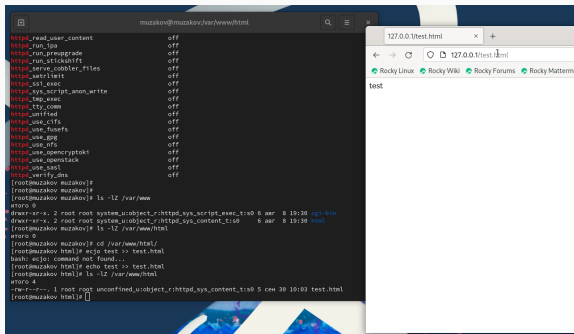 muzakov@muzakov:/var/www/html
httpd_read_user_content off
httpd_run_ipa off
httpd_run_preupgrade off
httpd_run_stickshift off
httpd_serve_cobbler_files off
httpd_setrlimit off
httpd_ssi_exec off
httpd_sys_script_anon_write off
httpd_tmp_exec off
httpd_tty_comm off
httpd_unified off
httpd_use_cifs off
httpd_use_fusefs off
httpd_use_gpg off
httpd_use_nfs off
httpd_use_opencryptoki off
httpd_use_openstack off
httpd_use_sasl off
httpd_verify_dns off
[root@muzakov muzakov]#
[root@muzakov muzakov]#
[root@muzakov muzakov]# ls -lZ /var/www
итого 0
drwxr-xr-x. 2 root root system_u:object_r:httpd_sys_script_exec_t:s0 6 авг 8 19:30 cgi-bin
drwxr-xr-x. 2 root root system_u:object_r:httpd_sys_content_t:s0 6 авг 8 19:30 html
[root@muzakov muzakov]# ls -lZ /var/www/html
итого 0
[root@muzakov muzakov]# cd /var/www/html/
[root@muzakov html]# ecjo test >> test.html
bash: ecjo: command not found...
[root@muzakov html]# echo test >> test.html
[root@muzakov html]# ls -lZ /var/www/html
итого 4
-rw-r--r--. 1 root root unconfined_u:object_r:httpd_sys_content_t:s0 5 сен 30 10:03 test.html
[root@muzakov html]#
127.0.0.1/test.html
127.0.0.1/test.html
Rocky Linux Rocky Wiki Rocky Forums Rocky Matterm
test